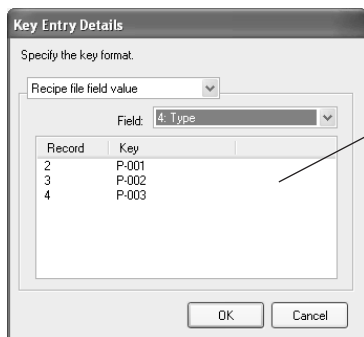 Key Entry Details
Specify the key format.
Recipe file field value
Field: 4: Type
Record Key
2 P-001
3 P-002
4 P-003
OK Cancel